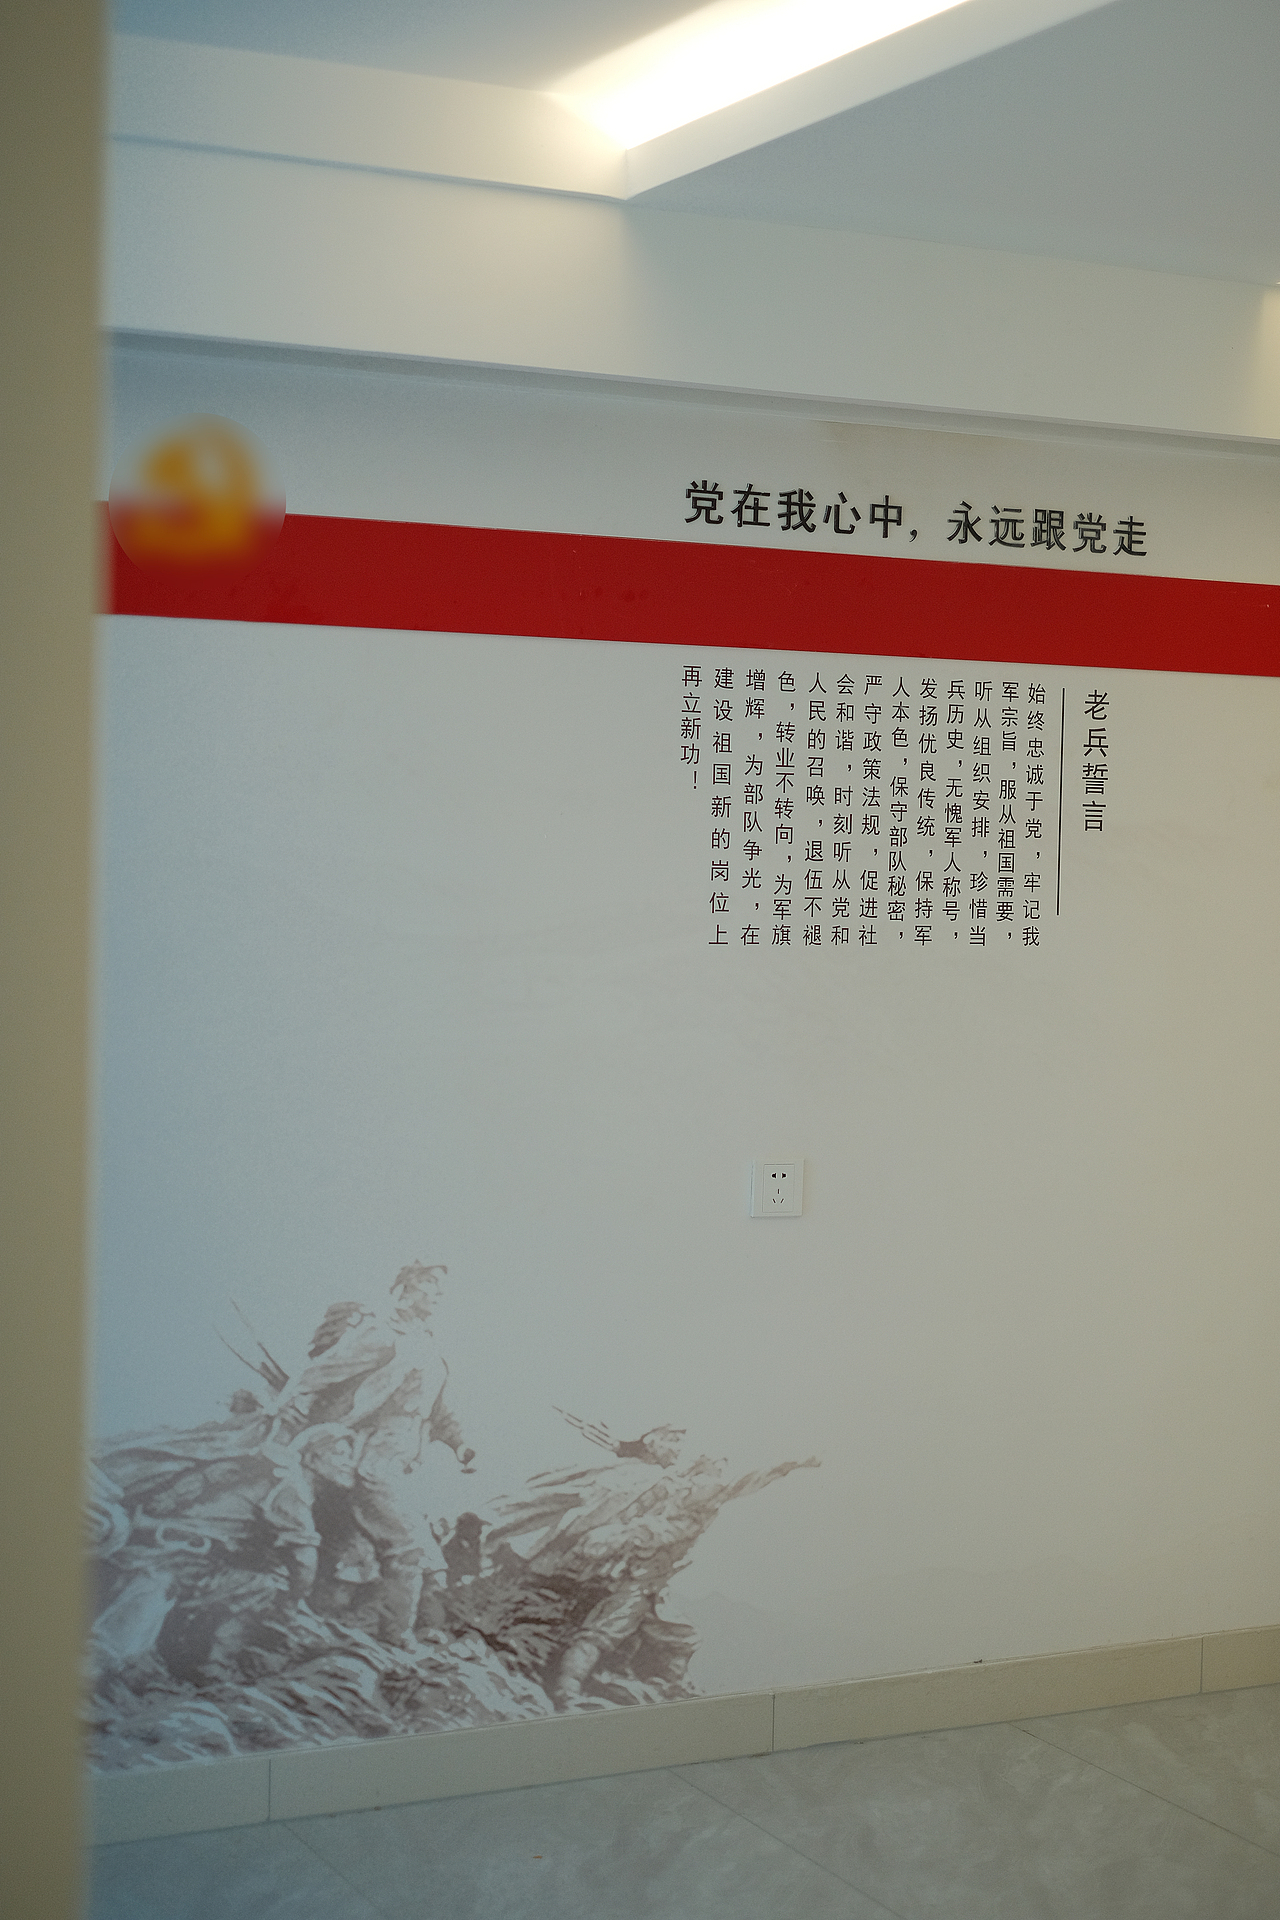 党在我心中，永远跟党走
老兵誓言
始终忠诚于党，牢记我
军宗旨，服从祖国需要，
听从组织安排，珍惜当
兵历史，无愧军人称号，
发扬优良传统，保持军
人本色，保守部队秘密，
严守政策法规，促进社
会和谐，时刻听从党和
人民的召唤，退伍不褪
色，转业不转向，为军旗
增辉，为部队争光，在
建设祖国新的岗位上
再立新功！